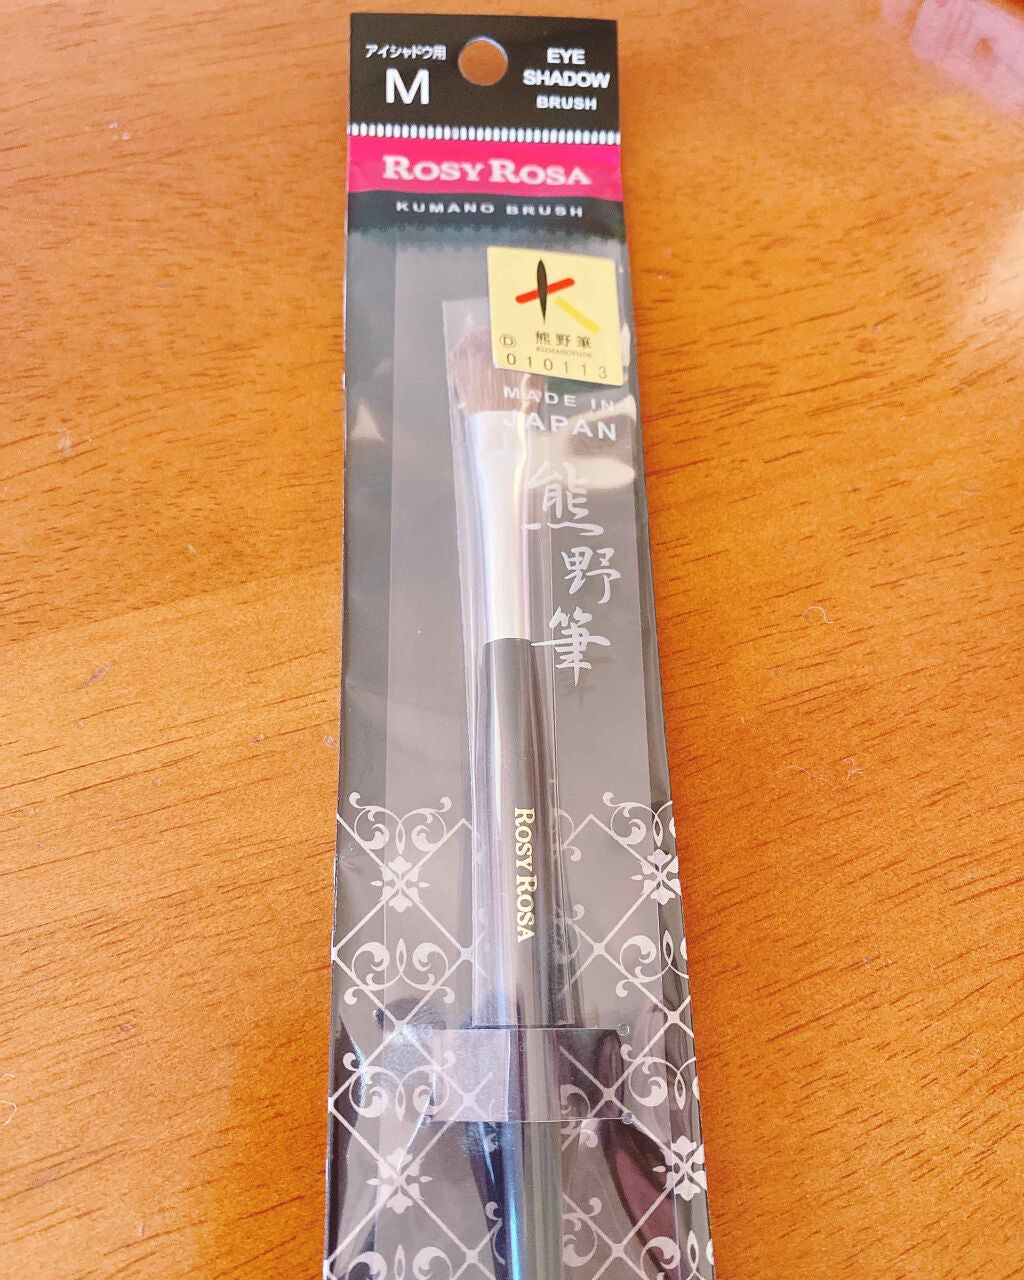 アイシャドウ用
M
EYE
SHADOW
BRUSH
ROSY ROSA
KUMANO BRUSH
D
熊野筆
KUMANOFUDE
010113
MADE IN
JAPAN
熊
野
筆
ROSY ROSA